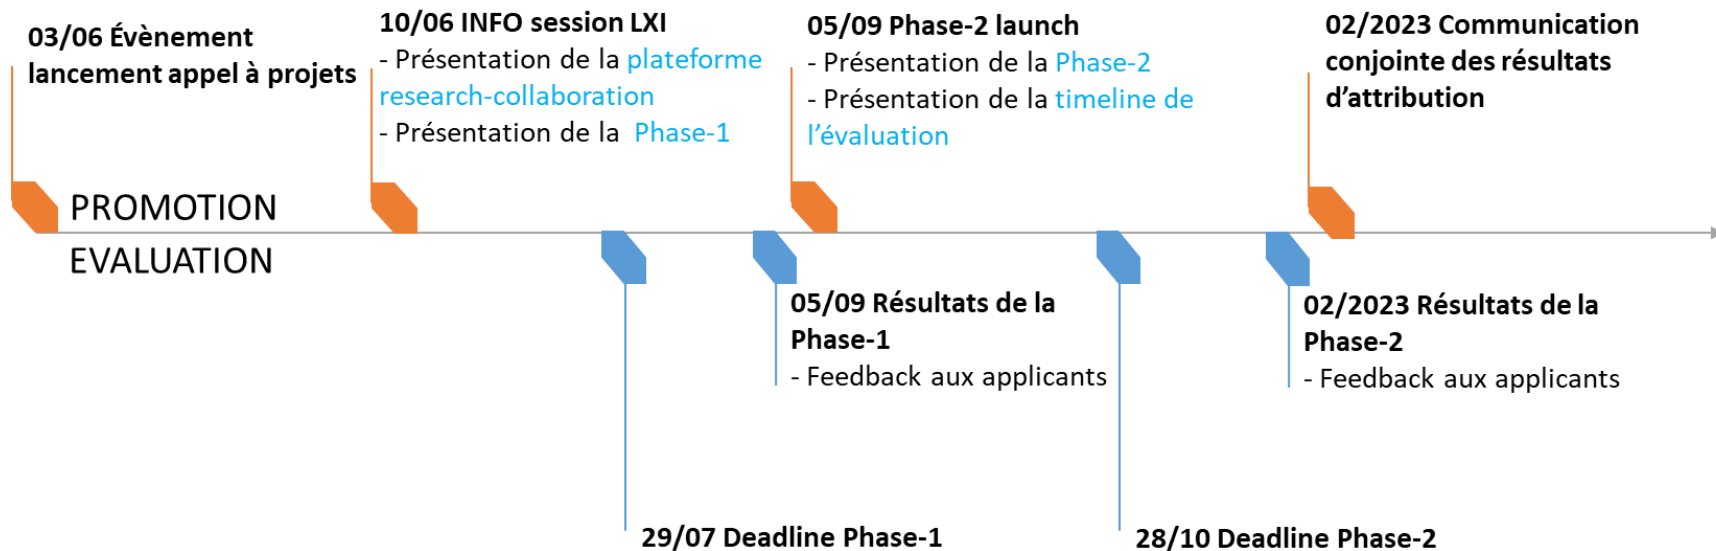 03/06 Évènement
lancement appel à projets
10/06 INFO session LXI
- Présentation de la plateforme
research-collaboration
- Présentation de la Phase-1
05/09 Phase-2 launch
- Présentation de la Phase-2
- Présentation de la timeline de
l’évaluation
02/2023 Communication
conjointe des résultats
d’attribution
PROMOTION
EVALUATION
05/09 Résultats de la
Phase-1
- Feedback aux applicants
02/2023 Résultats de la
Phase-2
- Feedback aux applicants
29/07 Deadline Phase-1
28/10 Deadline Phase-2